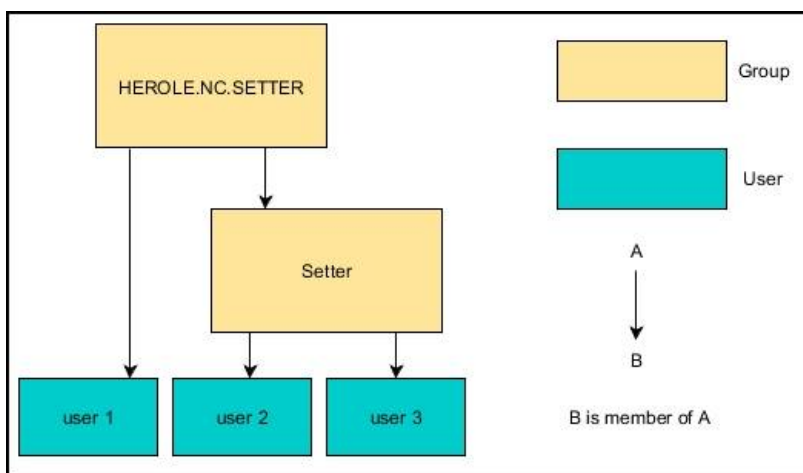 HEROLE.NC.SETTER
Group
User
Setter
A
B
user 1
user 2
user 3
B is member of A